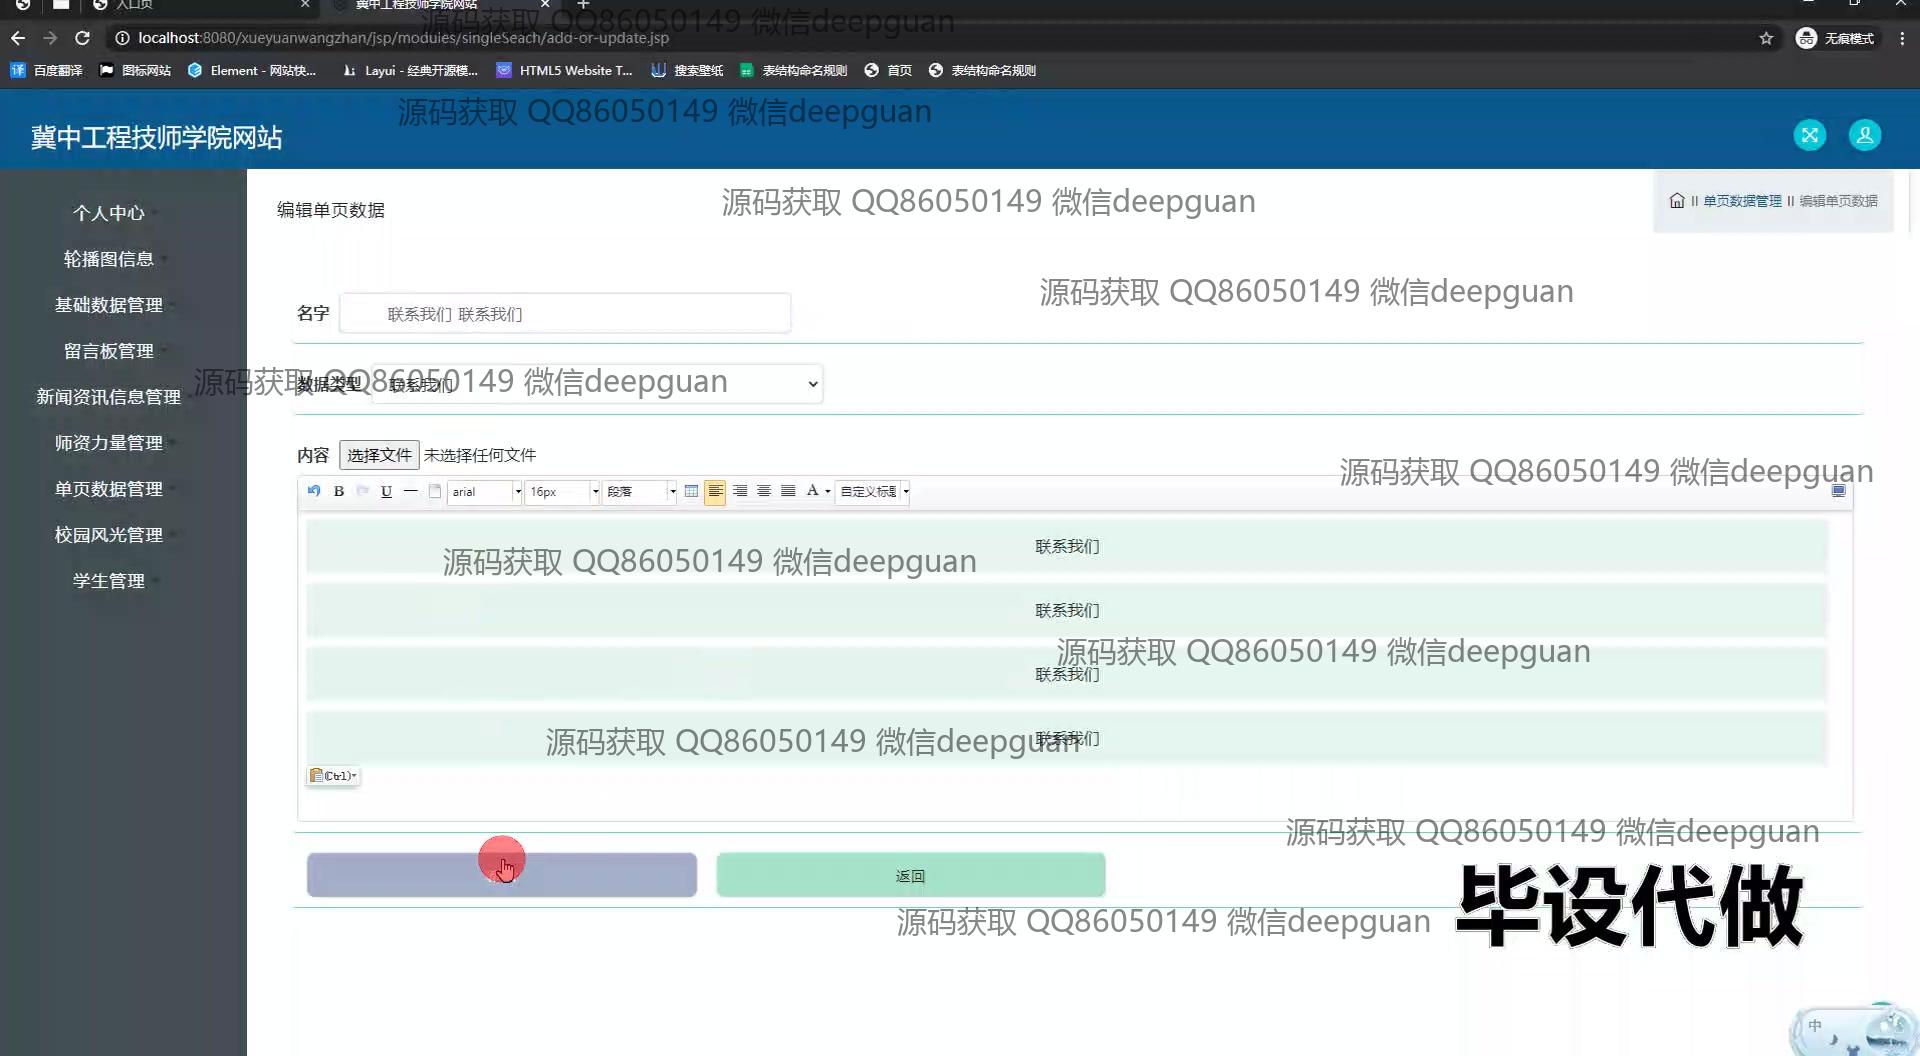 入口页
冀中工程技师学院网站
源码获取 QQ86050149 微信deepguan
localhost:8080/xueyuanwangzhan/jsp/modules/singleSeach/add-or-update.jsp
无痕模式
百度翻译
图标网站
Element - 网站快...
Layui - 经典开源模...
HTML5 Website T...
搜索壁纸
表结构命名规则
首页
表结构命名规则
源码获取 QQ86050149 微信deepguan
冀中工程技师学院网站
个人中心
轮播图信息
基础数据管理
留言板管理
新闻资讯信息管理
师资力量管理
单页数据管理
校园风光管理
学生管理
编辑单页数据
源码获取 QQ86050149 微信deepguan
单页数据管理 II 编辑单页数据
源码获取 QQ86050149 微信deepguan
名字 联系我们 联系我们
数据类型 联系我们
源码获取 QQ86050149 微信deepguan
内容 选择文件 未选择任何文件
源码获取 QQ86050149 微信deepguan
B U arial 16px 段落 A 自定义标题
联系我们
源码获取 QQ86050149 微信deepguan
联系我们
源码获取 QQ86050149 微信deepguan
联系我们
联系我们
源码获取 QQ86050149 微信deepguan
(Ctrl)
源码获取 QQ86050149 微信deepguan
返回
毕设代做
源码获取 QQ86050149 微信deepguan
中